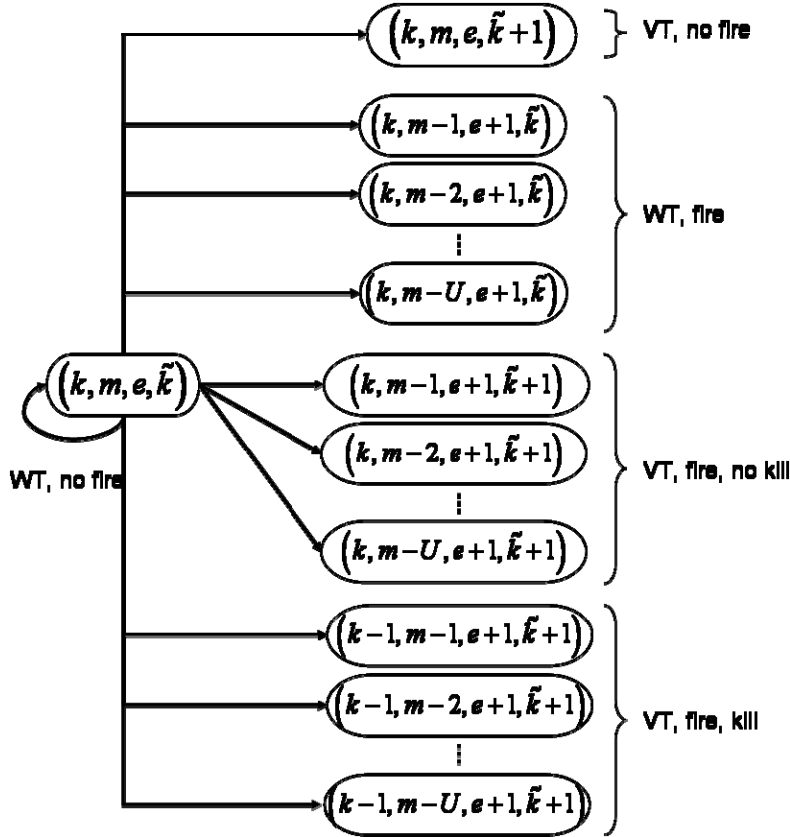 (k, m, e, k̃+1)
VT, no fire
(k, m−1, e+1, k̃)
(k, m−2, e+1, k̃)
WT, fire
(k, m−U, e+1, k̃)
(k, m, e, k̃)
WT, no fire
(k, m−1, e+1, k̃+1)
(k, m−2, e+1, k̃+1)
VT, fire, no kill
(k, m−U, e+1, k̃+1)
(k−1, m−1, e+1, k̃+1)
(k−1, m−2, e+1, k̃+1)
VT, fire, kill
(k−1, m−U, e+1, k̃+1)